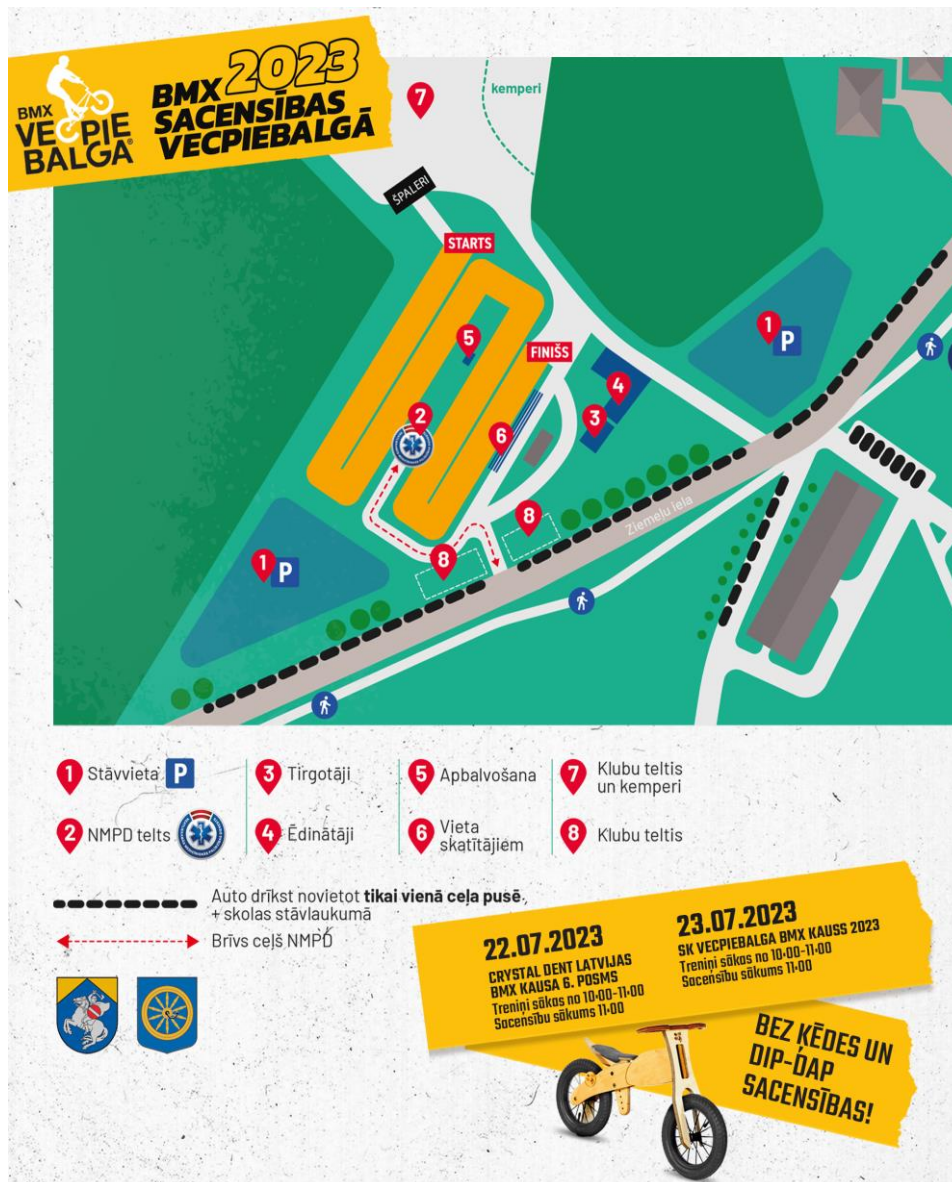 BMX
VECPIE
BALGA®
BMX 2023
SACENSĪBAS
VECPIEBALGĀ
7
kemperi
ŠPALERI
STARTS
1
P
5
FINIŠS
4
2
3
6
8
Ziemeļu iela
8
1
P
1 Stāvvieta P
2 NMPD telts
3 Tirgotāji
4 Ēdinātāji
5 Apbalvošana
6 Vieta
skatītājiem
7 Klubu teltis
un kemperi
8 Klubu teltis
Auto drīkst novietot tikai vienā ceļa pusē,
+ skolas stāvlaukumā
Brīvs ceļš NMPD
22.07.2023
CRYSTAL DENT LATVIJAS
BMX KAUSA 6. POSMS
Treniņi sākas no 10:00-11:00
Sacensību sākums 11:00
23.07.2023
SK VECPIEBALGA BMX KAUSS 2023
Treniņi sākas no 10:00-11:00
Sacensību sākums 11:00
BEZ ĶĒDES UN
DIP-DAP
SACENSĪBAS!